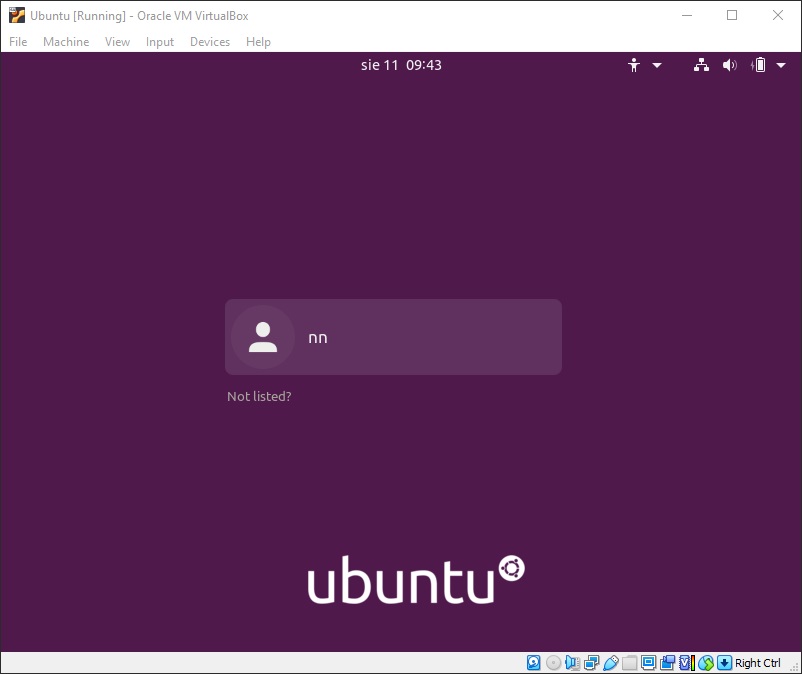 Ubuntu [Running] - Oracle VM VirtualBox
File Machine View Input Devices Help
sie 11 09:43
nn
Not listed?
ubuntu
Right Ctrl